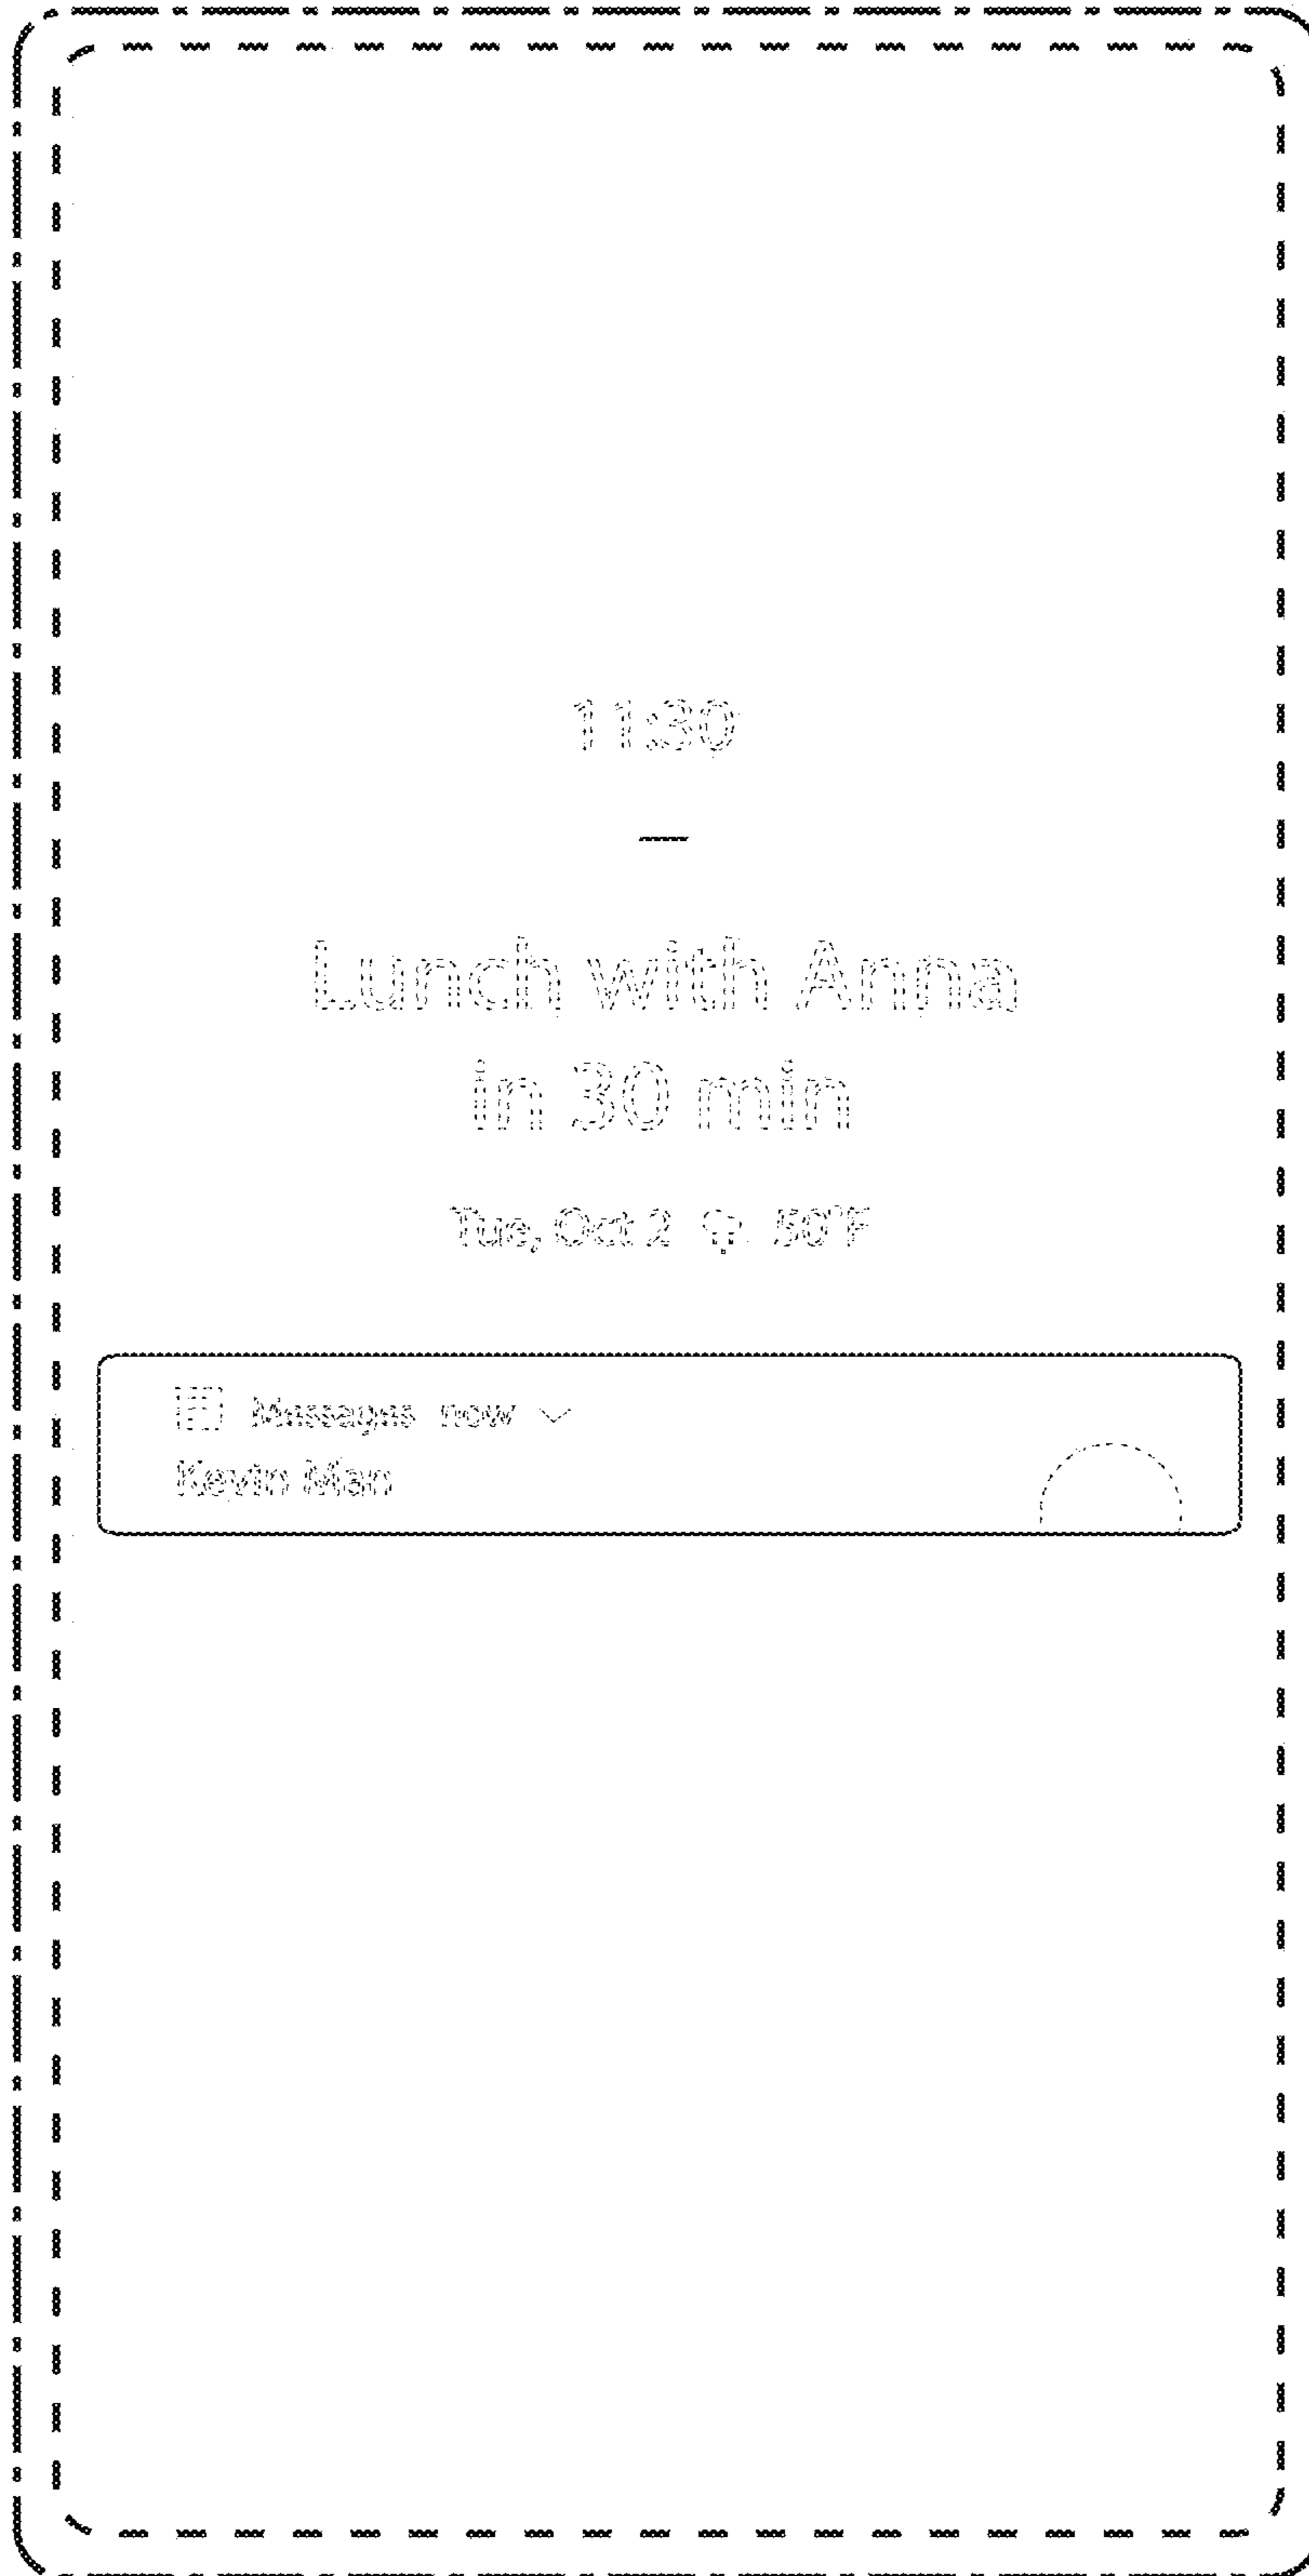 11:30
Lunch with Anna
in 30 min
Tue, Oct 2 50°F
Messages now
Kevin Man